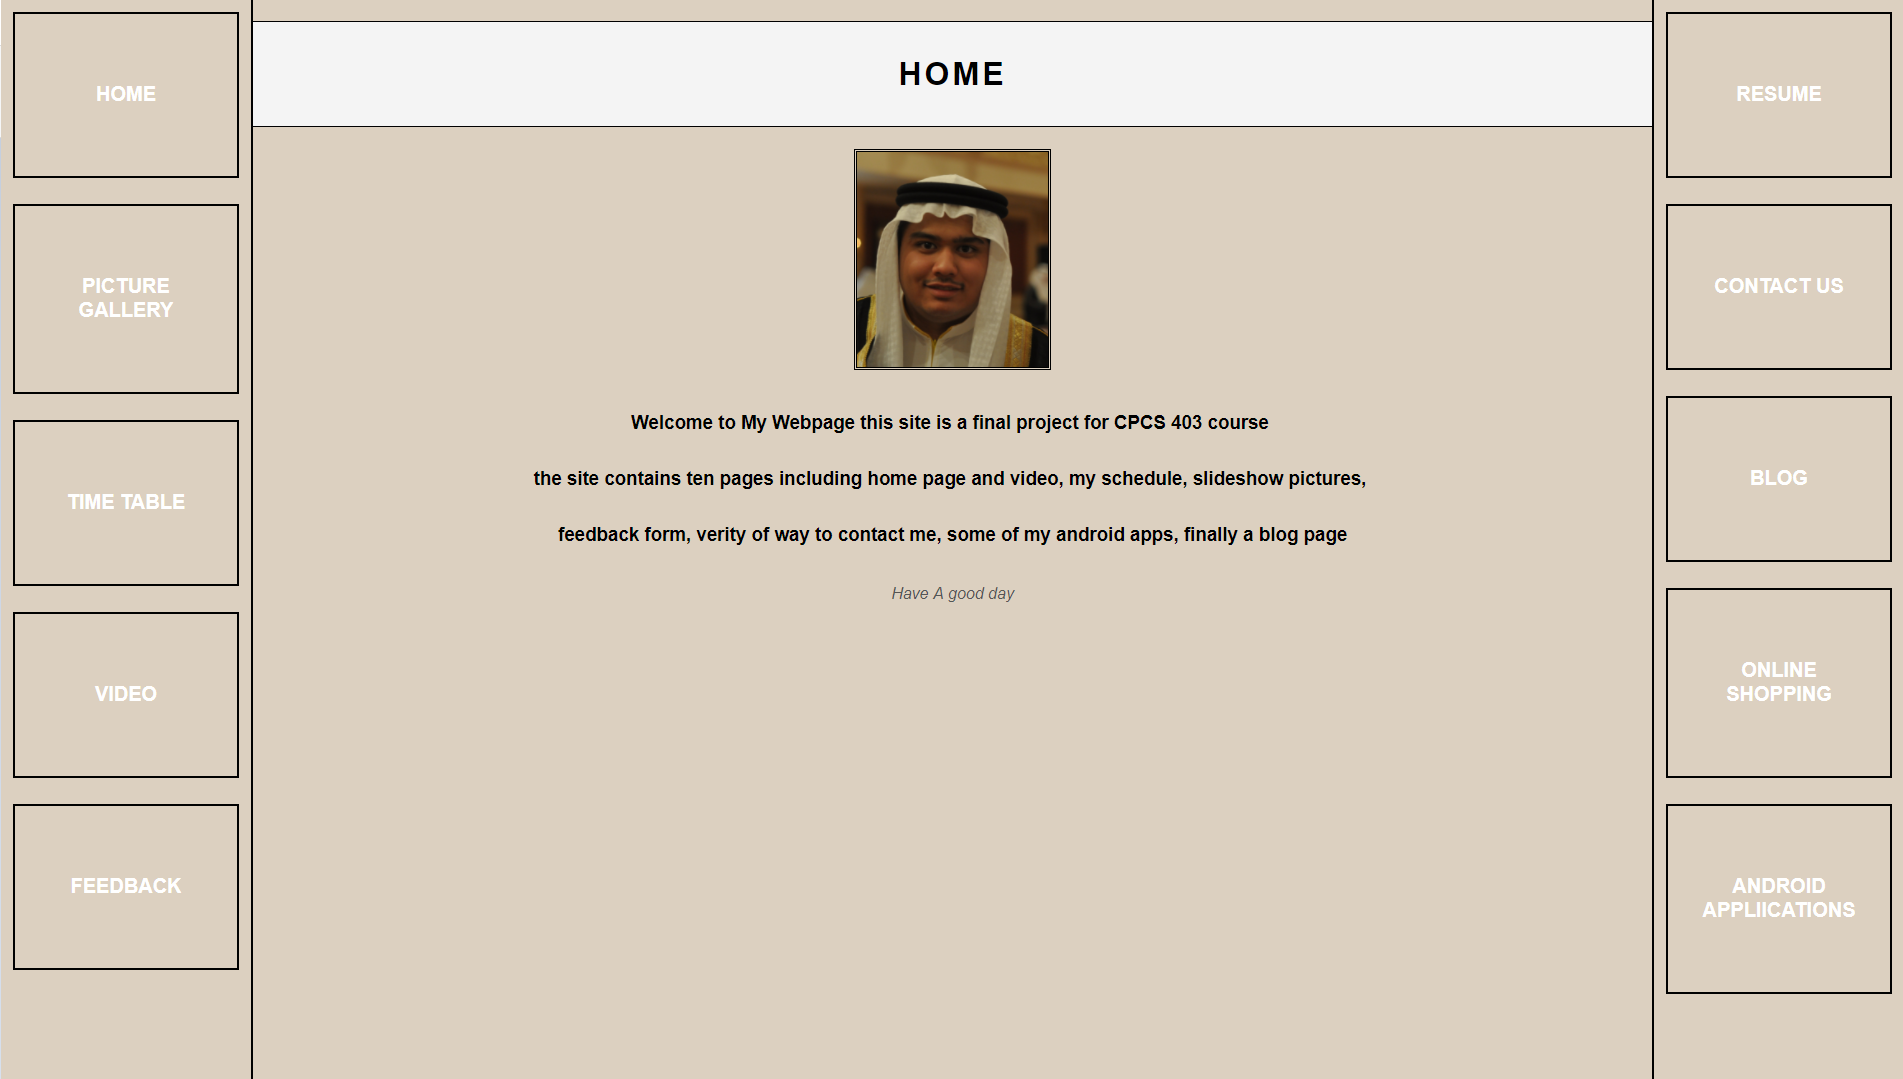 HOME
PICTURE
GALLERY
TIME TABLE
VIDEO
FEEDBACK
HOME
Welcome to My Webpage this site is a final project for CPCS 403 course
the site contains ten pages including home page and video, my schedule, slideshow pictures,
feedback form, verity of way to contact me, some of my android apps, finally a blog page
Have A good day
RESUME
CONTACT US
BLOG
ONLINE
SHOPPING
ANDROID
APPLIICATIONS